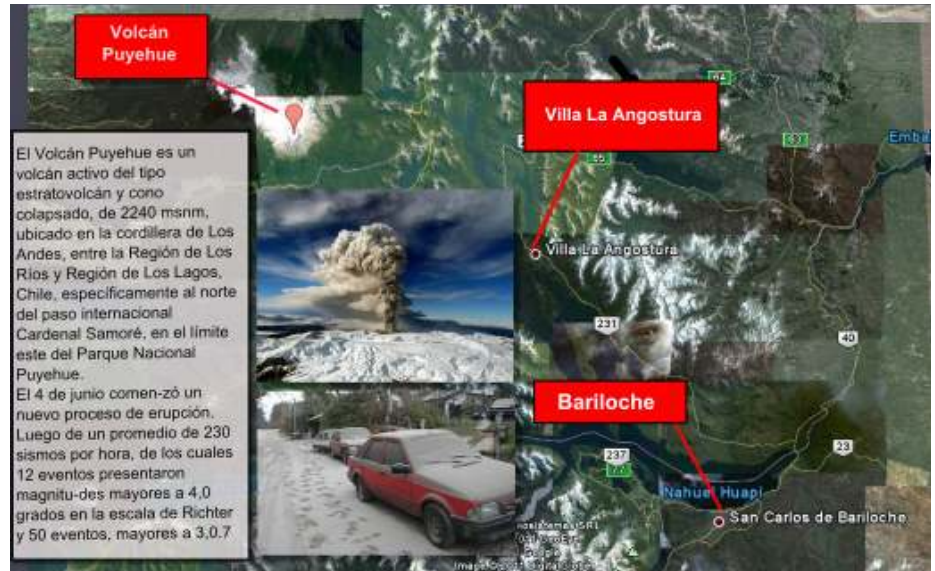 Volcán
Puyehue
Villa La Angostura
64
63
65
Villa La Angostura
El Volcán Puyehue es un
volcán activo del tipo
estratovolcán y cono
colapsado, de 2240 msnm,
ubicado en la cordillera de Los
Andes, entre la Región de Los
Ríos y Región de Los Lagos,
Chile, específicamente al norte
del paso internacional
Cardenal Samoré, en el límite
este del Parque Nacional
Puyehue.
El 4 de junio comen-zó un
nuevo proceso de erupción.
Luego de un promedio de 230
sismos por hora, de los cuales
12 eventos presentaron
magnitu-des mayores a 4,0
grados en la escala de Richter
y 50 eventos, mayores a 3,0.7
231
40
Bariloche
23
237
Nahuel Huapi
San Carlos de Bariloche
Google